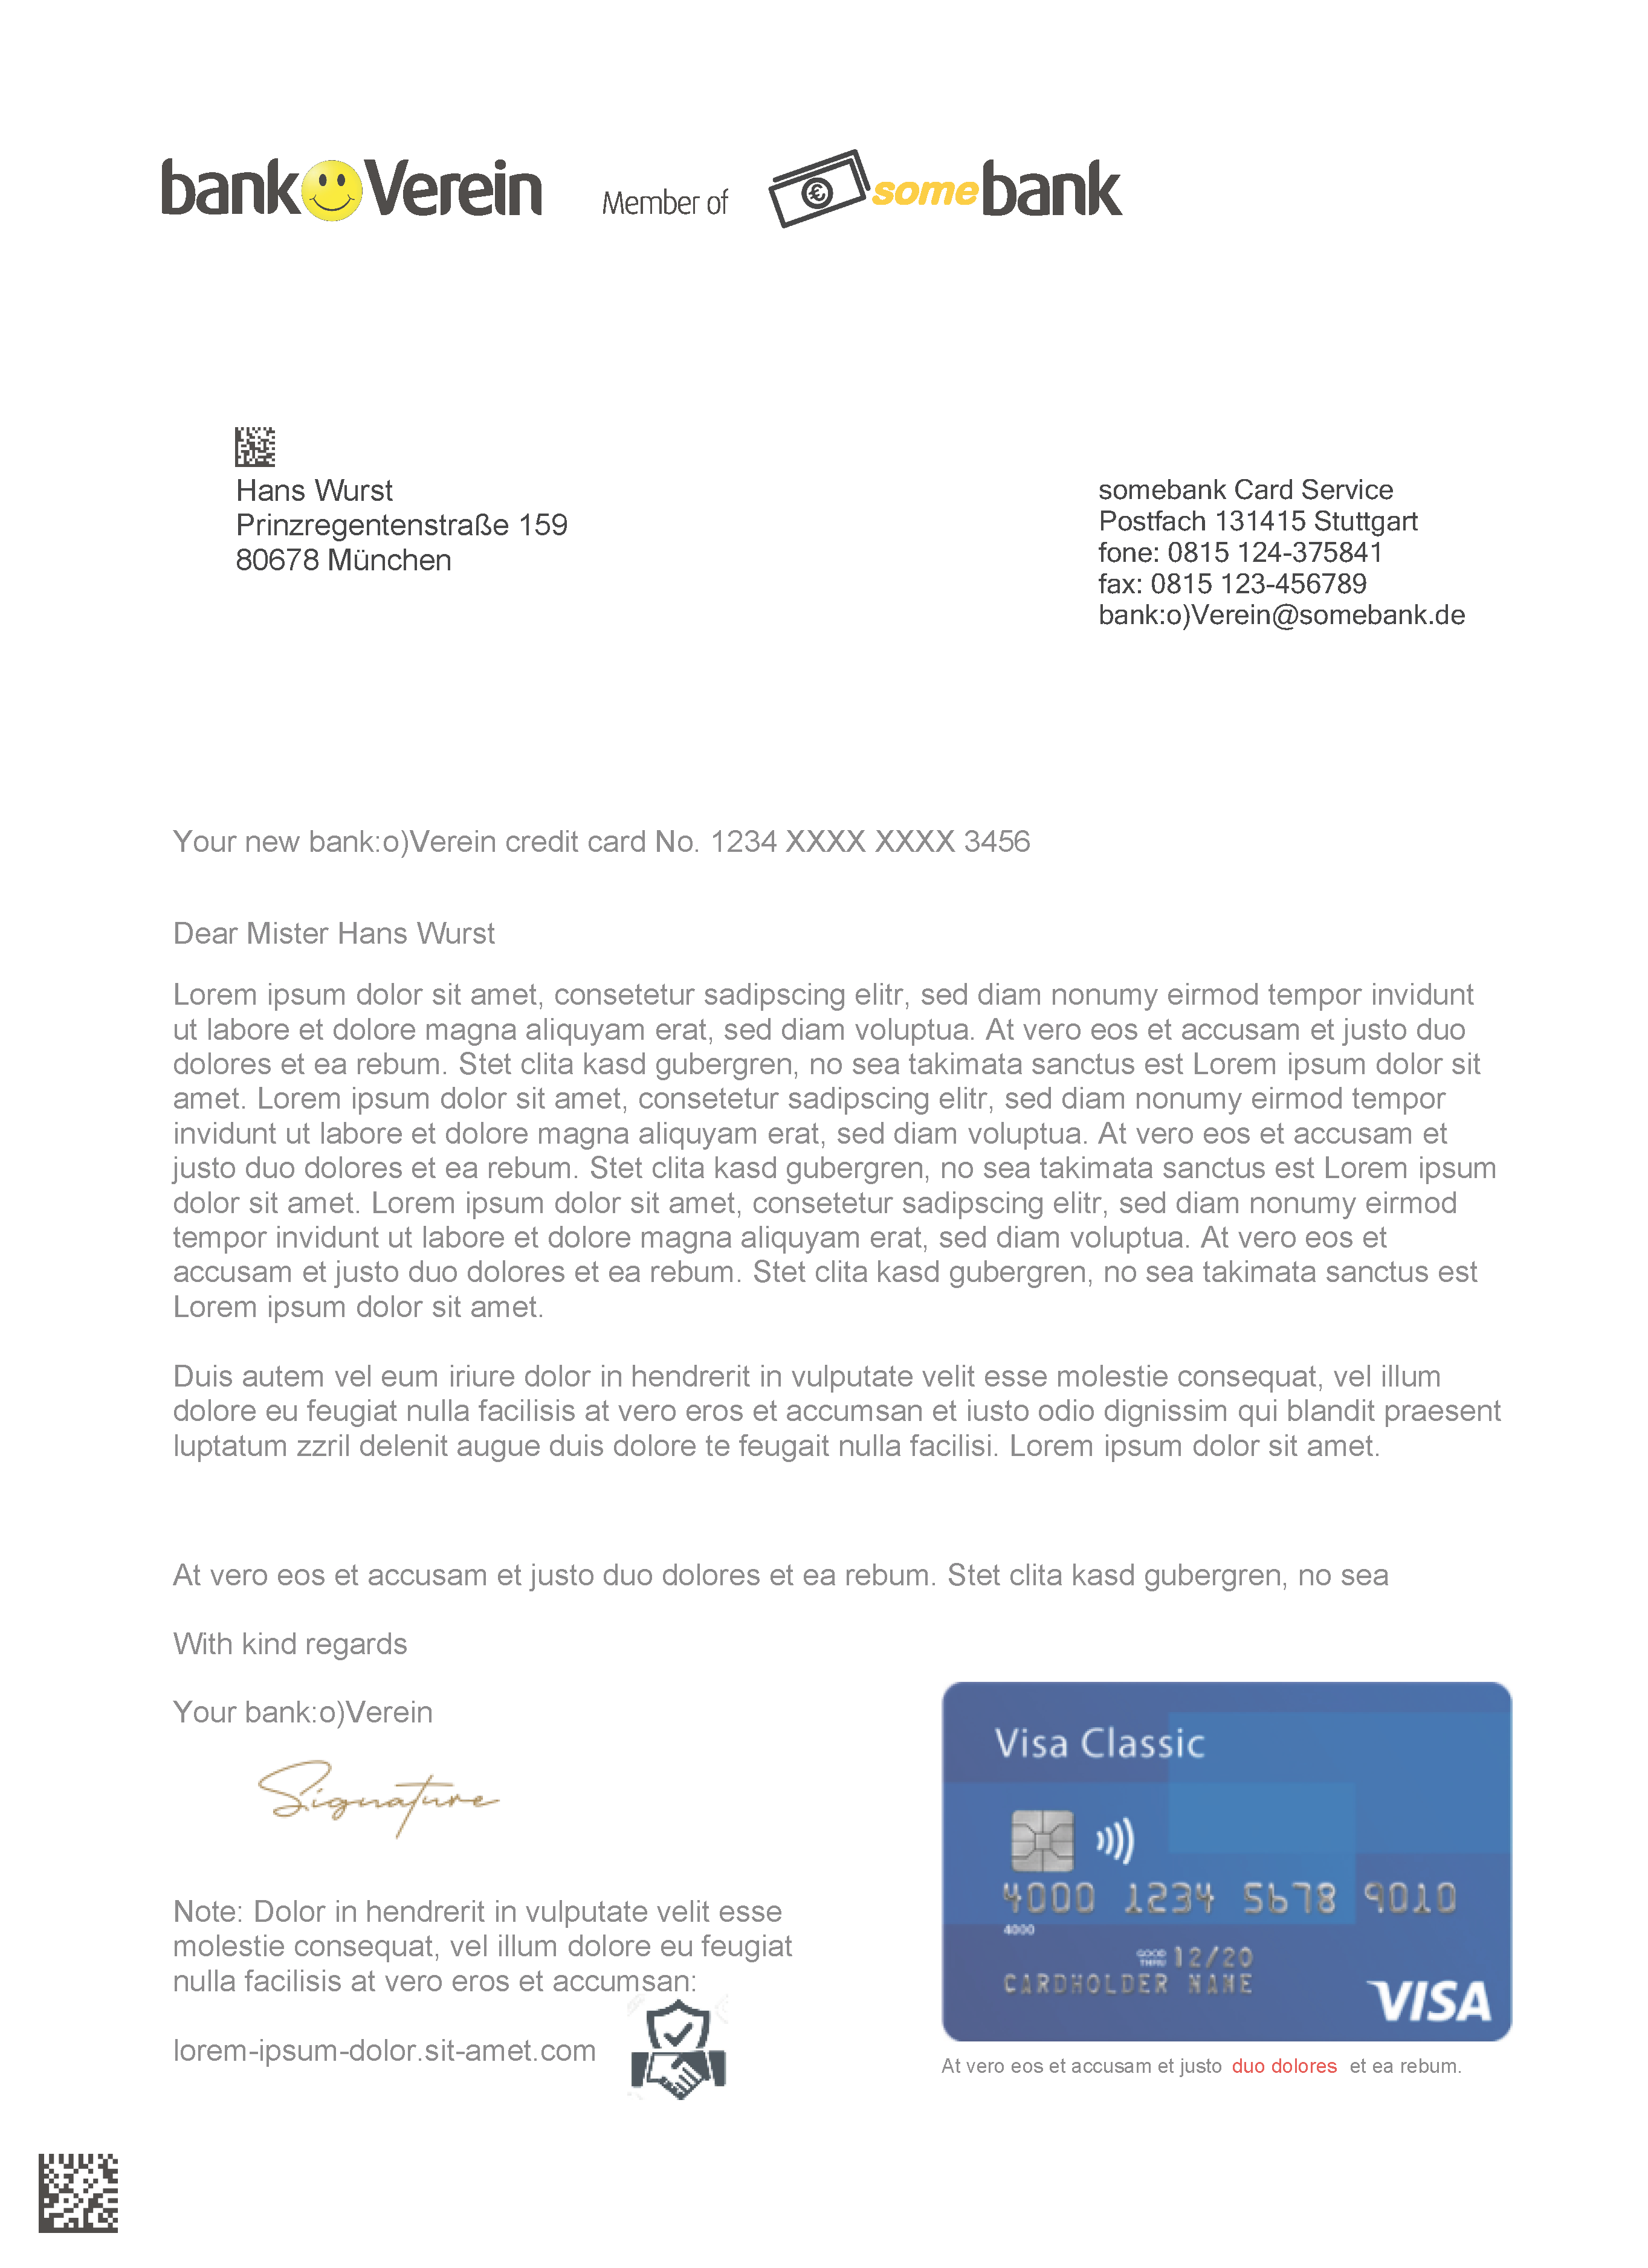 bank Verein Member of somebank
Hans Wurst
Prinzregentenstraße 159
80678 München
somebank Card Service
Postfach 131415 Stuttgart
fone: 0815 124-375841
fax: 0815 123-456789
bank:o)Verein@somebank.de
Your new bank:o)Verein credit card No. 1234 XXXX XXXX 3456
Dear Mister Hans Wurst
Lorem ipsum dolor sit amet, consetetur sadipscing elitr, sed diam nonumy eirmod tempor invidunt
ut labore et dolore magna aliquyam erat, sed diam voluptua. At vero eos et accusam et justo duo
dolores et ea rebum. Stet clita kasd gubergren, no sea takimata sanctus est Lorem ipsum dolor sit
amet. Lorem ipsum dolor sit amet, consetetur sadipscing elitr, sed diam nonumy eirmod tempor
invidunt ut labore et dolore magna aliquyam erat, sed diam voluptua. At vero eos et accusam et
justo duo dolores et ea rebum. Stet clita kasd gubergren, no sea takimata sanctus est Lorem ipsum
dolor sit amet. Lorem ipsum dolor sit amet, consetetur sadipscing elitr, sed diam nonumy eirmod
tempor invidunt ut labore et dolore magna aliquyam erat, sed diam voluptua. At vero eos et
accusam et justo duo dolores et ea rebum. Stet clita kasd gubergren, no sea takimata sanctus est
Lorem ipsum dolor sit amet.
Duis autem vel eum iriure dolor in hendrerit in vulputate velit esse molestie consequat, vel illum
dolore eu feugiat nulla facilisis at vero eros et accumsan et iusto odio dignissim qui blandit praesent
luptatum zzril delenit augue duis dolore te feugait nulla facilisi. Lorem ipsum dolor sit amet.
At vero eos et accusam et justo duo dolores et ea rebum. Stet clita kasd gubergren, no sea
With kind regards
Your bank:o)Verein
Signature
Note: Dolor in hendrerit in vulputate velit esse
molestie consequat, vel illum dolore eu feugiat
nulla facilisis at vero eros et accumsan:
lorem-ipsum-dolor.sit-amet.com
Visa Classic
4000 1234 5678 9010
4000
GOOD THRU 12/20
CARDHOLDER NAME
VISA
At vero eos et accusam et justo duo dolores et ea rebum.